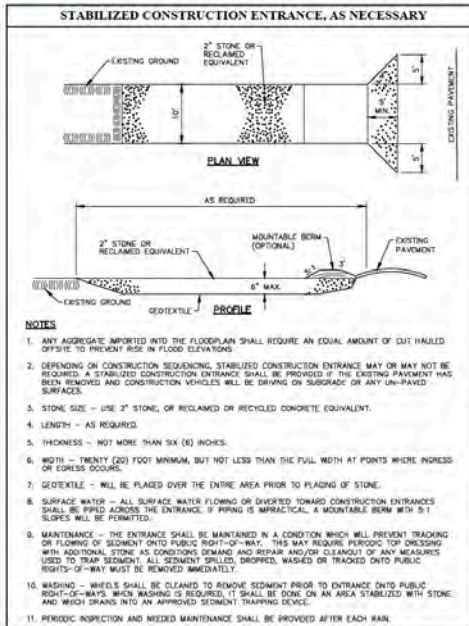 STABILIZED CONSTRUCTION ENTRANCE, AS NECESSARY
2" STONE OR
RECLAIMED
EQUIVALENT
EXISTING GROUND
5'
10'
5'
MIN.
5'
EXISTING PAVEMENT
PLAN VIEW
AS REQUIRED
2" STONE OR
RECLAIMED EQUIVALENT
MOUNTABLE BERM
(OPTIONAL)
EXISTING
PAVEMENT
5:1
3'
6" MAX.
EXISTING GROUND
GEOTEXTILE
PROFILE
NOTES
1. ANY AGGREGATE IMPORTED INTO THE FLOODPLAIN SHALL REQUIRE AN EQUAL AMOUNT OF CUT HAULED
OFFSITE TO PREVENT RISE IN FLOOD ELEVATIONS
2. DEPENDING ON CONSTRUCTION SEQUENCING, STABILIZED CONSTRUCTION ENTRANCE MAY OR MAY NOT BE
REQUIRED. A STABILIZED CONSTRUCTION ENTRANCE SHALL BE PROVIDED IF THE EXISTING PAVEMENT HAS
BEEN REMOVED AND CONSTRUCTION VEHICLES WILL BE DRIVING ON SUBGRADE OR ANY UN-PAVED
SURFACES.
3. STONE SIZE - USE 2" STONE, OR RECLAIMED OR RECYCLED CONCRETE EQUIVALENT.
4. LENGTH - AS REQUIRED.
5. THICKNESS - NOT MORE THAN SIX (6) INCHES.
6. WIDTH - TWENTY (20) FOOT MINIMUM, BUT NOT LESS THAN THE FULL WIDTH AT POINTS WHERE INGRESS
OR EGRESS OCCURS.
7. GEOTEXTILE - WILL BE PLACED OVER THE ENTIRE AREA PRIOR TO PLACING OF STONE.
8. SURFACE WATER - ALL SURFACE WATER FLOWING OR DIVERTED TOWARD CONSTRUCTION ENTRANCES
SHALL BE PIPED ACROSS THE ENTRANCE. IF PIPING IS IMPRACTICAL, A MOUNTABLE BERM WITH 5:1
SLOPES WILL BE PERMITTED.
9. MAINTENANCE - THE ENTRANCE SHALL BE MAINTAINED IN A CONDITION WHICH WILL PREVENT TRACKING
OR FLOWING OF SEDIMENT ONTO PUBLIC RIGHT-OF-WAY. THIS MAY REQUIRE PERIODIC TOP DRESSING
WITH ADDITIONAL STONE AS CONDITIONS DEMAND AND REPAIR AND/OR CLEANOUT OF ANY MEASURES
USED TO TRAP SEDIMENT. ALL SEDIMENT SPILLED, DROPPED, WASHED OR TRACKED ONTO PUBLIC
RIGHTS-OF-WAY MUST BE REMOVED IMMEDIATELY.
10. WASHING - WHEELS SHALL BE CLEANED TO REMOVE SEDIMENT PRIOR TO ENTRANCE ONTO PUBLIC
RIGHT-OF-WAYS. WHEN WASHING IS REQUIRED, IT SHALL BE DONE ON AN AREA STABILIZED WITH STONE
AND WHICH DRAINS INTO AN APPROVED SEDIMENT TRAPPING DEVICE.
11. PERIODIC INSPECTION AND NEEDED MAINTENANCE SHALL BE PROVIDED AFTER EACH RAIN.